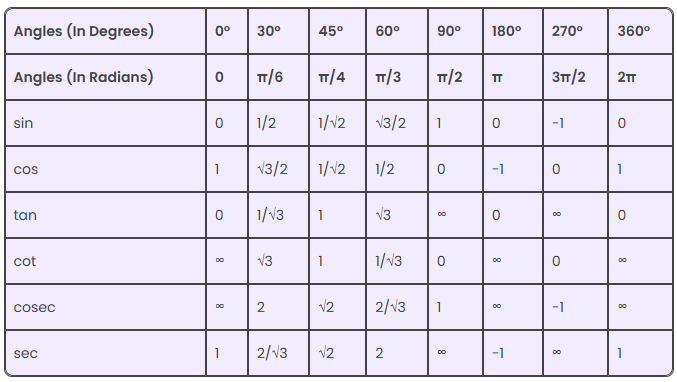 Angles (In Degrees) 0° 30° 45° 60° 90° 180° 270° 360°
Angles (In Radians) 0 π/6 π/4 π/3 π/2 π 3π/2 2π
sin 0 1/2 1/√2 √3/2 1 0 -1 0
cos 1 √3/2 1/√2 1/2 0 -1 0 1
tan 0 1/√3 1 √3 ∞ 0 ∞ 0
cot ∞ √3 1 1/√3 0 ∞ 0 ∞
cosec ∞ 2 √2 2/√3 1 ∞ -1 ∞
sec 1 2/√3 √2 2 ∞ -1 ∞ 1